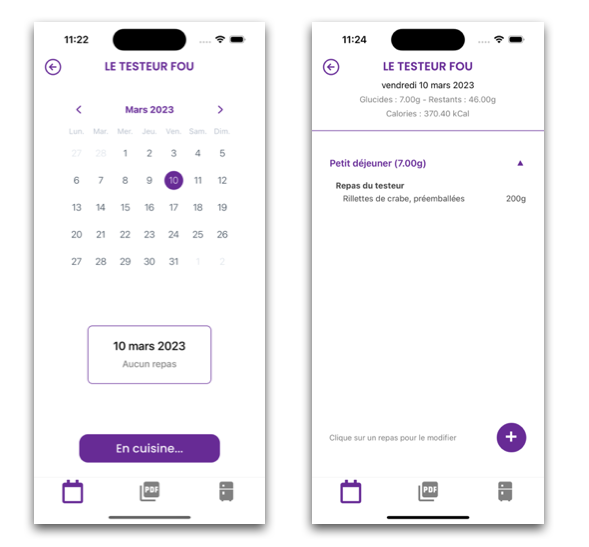 11:22
LE TESTEUR FOU
Mars 2023
Lun. Mar. Mer. Jeu. Ven. Sam. Dim.
27 28 1 2 3 4 5
6 7 8 9 10 11 12
13 14 15 16 17 18 19
20 21 22 23 24 25 26
27 28 29 30 31 1 2
10 mars 2023
Aucun repas
En cuisine...
PDF
11:24
LE TESTEUR FOU
vendredi 10 mars 2023
Glucides : 7.00g - Restants : 46.00g
Calories : 370.40 kCal
Petit déjeuner (7.00g)
Repas du testeur
Rillettes de crabe, préemballées 200g
Clique sur un repas pour le modifier
PDF